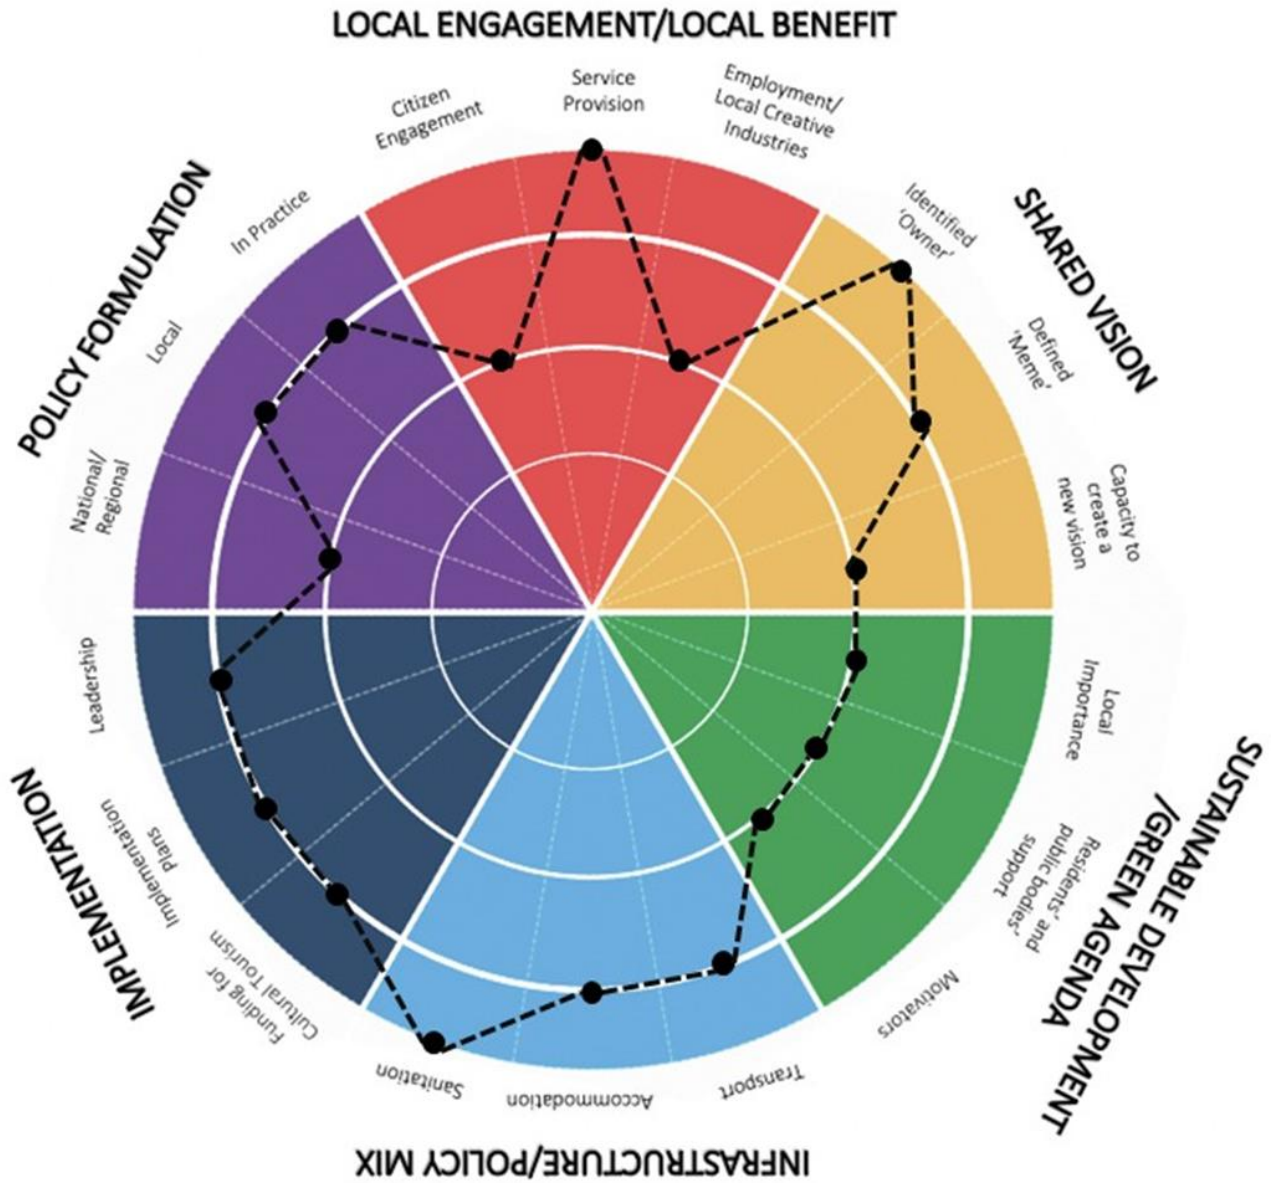 LOCAL ENGAGEMENT/LOCAL BENEFIT
Citizen
Engagement
Service
Provision
Employment/
Local Creative
Industries
SHARED VISION
Identified
‘Owner’
Defined
‘Meme’
Capacity to
create a
new vision
SUSTAINABLE DEVELOPMENT
/GREEN AGENDA
Local
Importance
Residents’ and
public bodies’
support
Motivators
INFRASTRUCTURE/POLICY MIX
Transport
Accommodation
Sanitation
IMPLEMENTATION
Funding for
Cultural Tourism
Implementation
Plans
Leadership
POLICY FORMULATION
National/
Regional
Local
In Practice